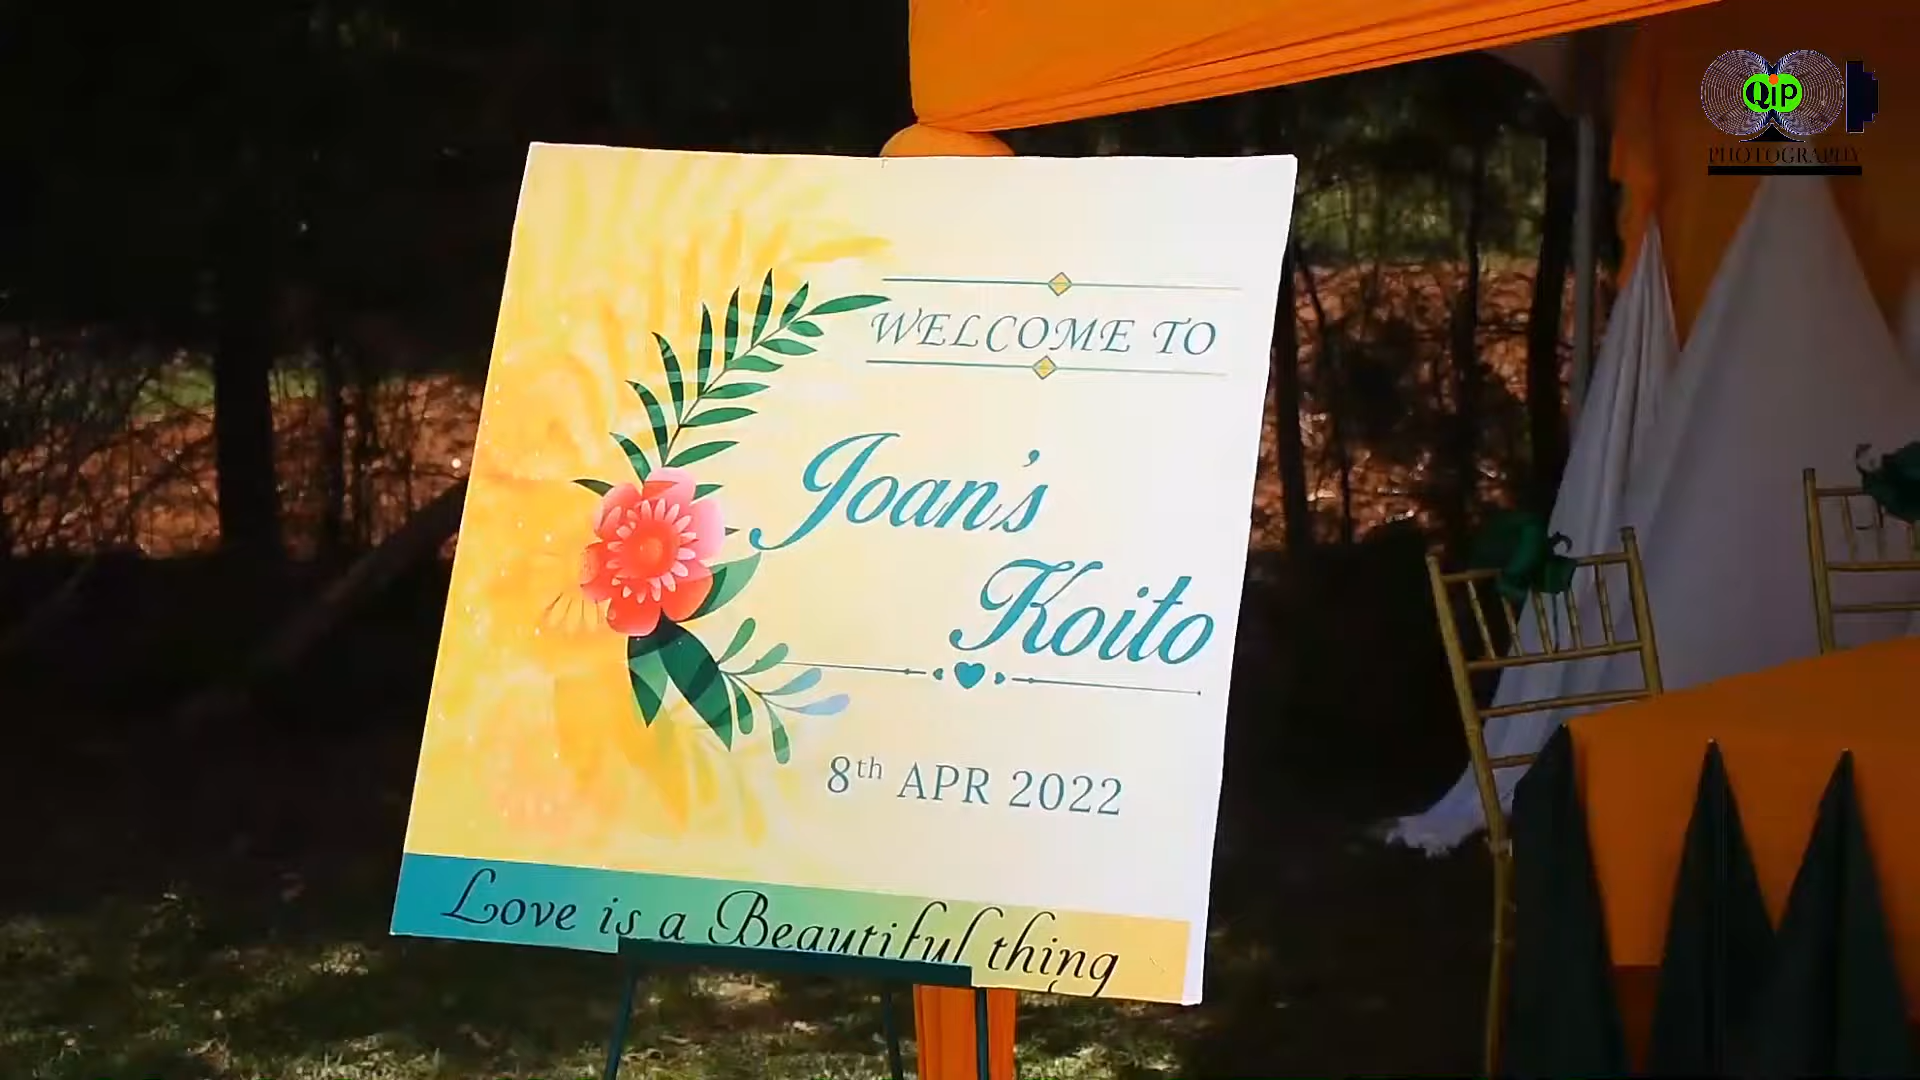 QiP
PHOTOGRAPHY
WELCOME TO
Joan's
Koito
8th APR 2022
Love is a Beautiful thing